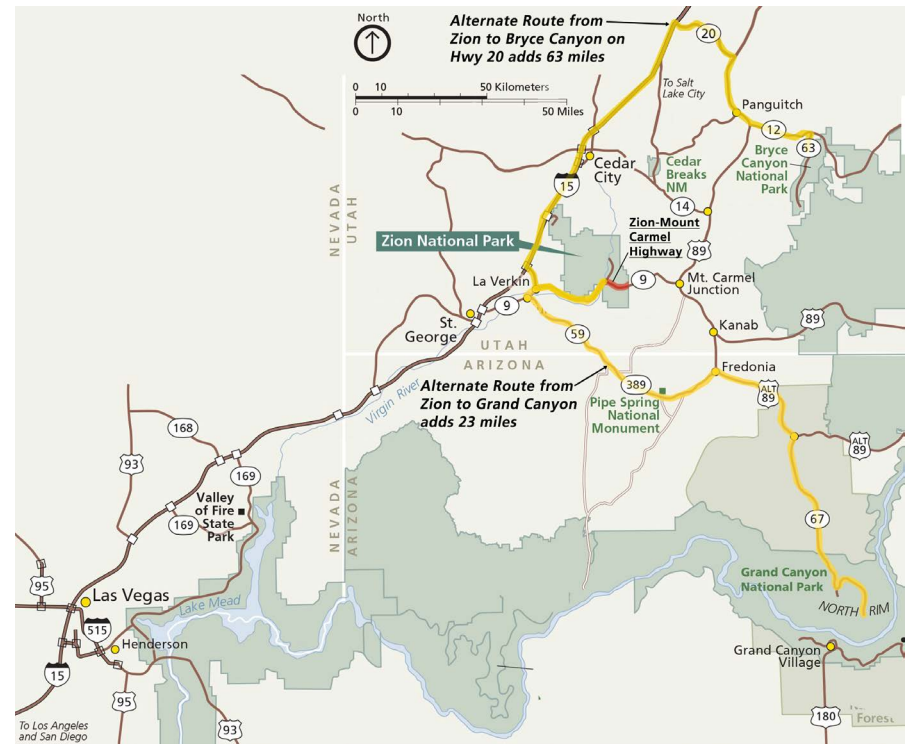 North
0 10 50 Kilometers
0 10 50 Miles
Alternate Route from
Zion to Bryce Canyon on
Hwy 20 adds 63 miles
20
To Salt
Lake City
Panguitch
12
63
Bryce
Canyon
National
Park
Cedar
City
Cedar
Breaks
NM
15
14
NEVADA
UTAH
Zion-Mount
Carmel
Highway
89
Zion National Park
La Verkin
9
9
Mt. Carmel
Junction
St.
George
59
Kanab
89
UTAH
ARIZONA
Fredonia
Virgin River
Alternate Route from
Zion to Grand Canyon
adds 23 miles
389
ALT
89
Pipe Spring
National
Monument
ALT
89
168
93
169
Valley
of Fire
State
Park
169
NEVADA
ARIZONA
67
95
Las Vegas
Lake Mead
Grand Canyon
National Park
NORTH RIM
515
Henderson
15
Grand Canyon
Village
95
93
180
Forest
To Los Angeles
and San Diego